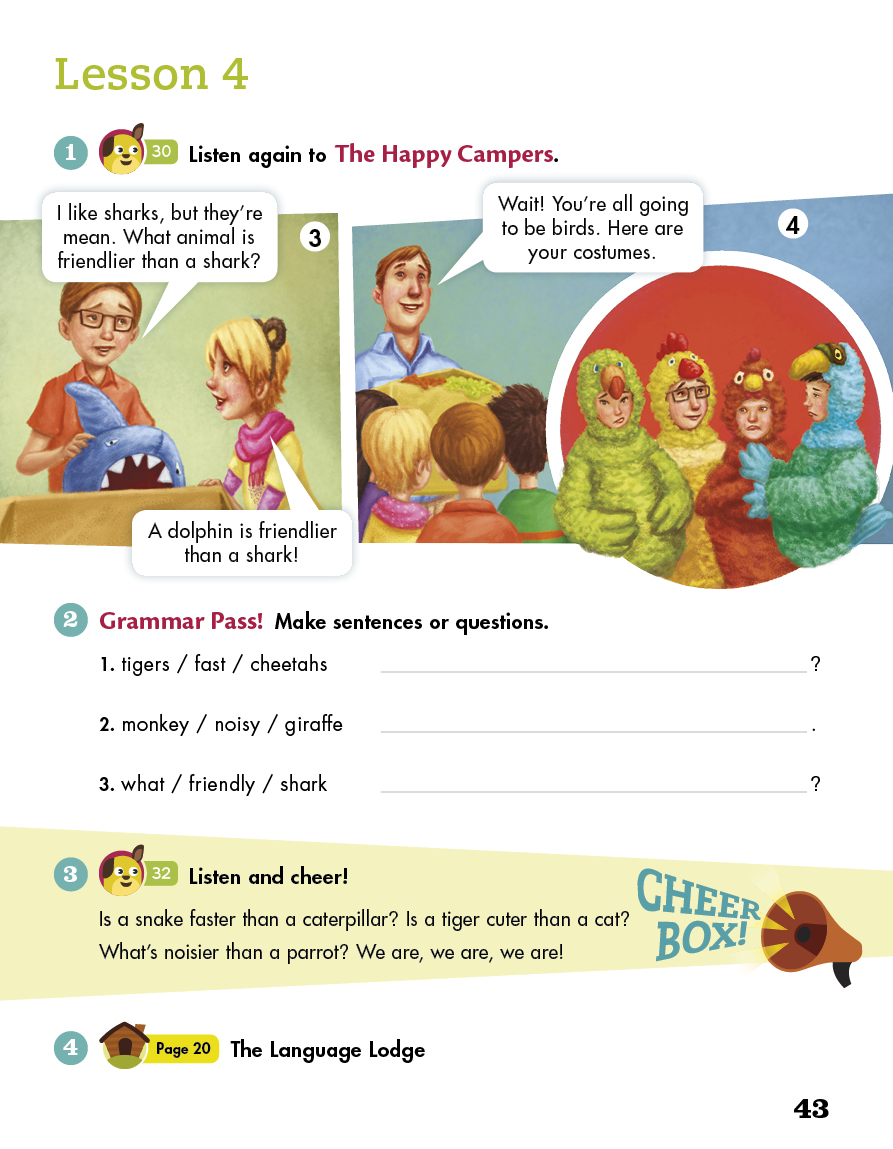 Lesson 4
1 30 Listen again to The Happy Campers.
I like sharks, but they're
mean. What animal is
friendlier than a shark?
3
A dolphin is friendlier
than a shark!
Wait! You're all going
to be birds. Here are
your costumes.
4
2 Grammar Pass! Make sentences or questions.
1. tigers / fast / cheetahs ?
2. monkey / noisy / giraffe .
3. what / friendly / shark ?
3 32 Listen and cheer!
Is a snake faster than a caterpillar? Is a tiger cuter than a cat?
What's noisier than a parrot? We are, we are, we are!
CHEER
BOX!
4 Page 20 The Language Lodge
43